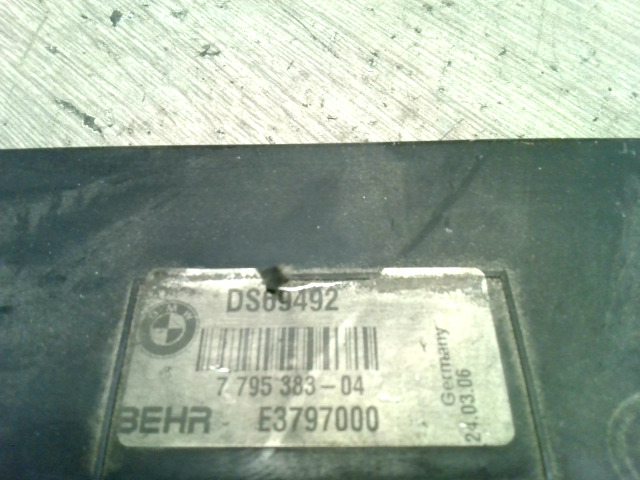 DS69492
7 795 383-04
BEHR E3797000
Germany
24.03.06